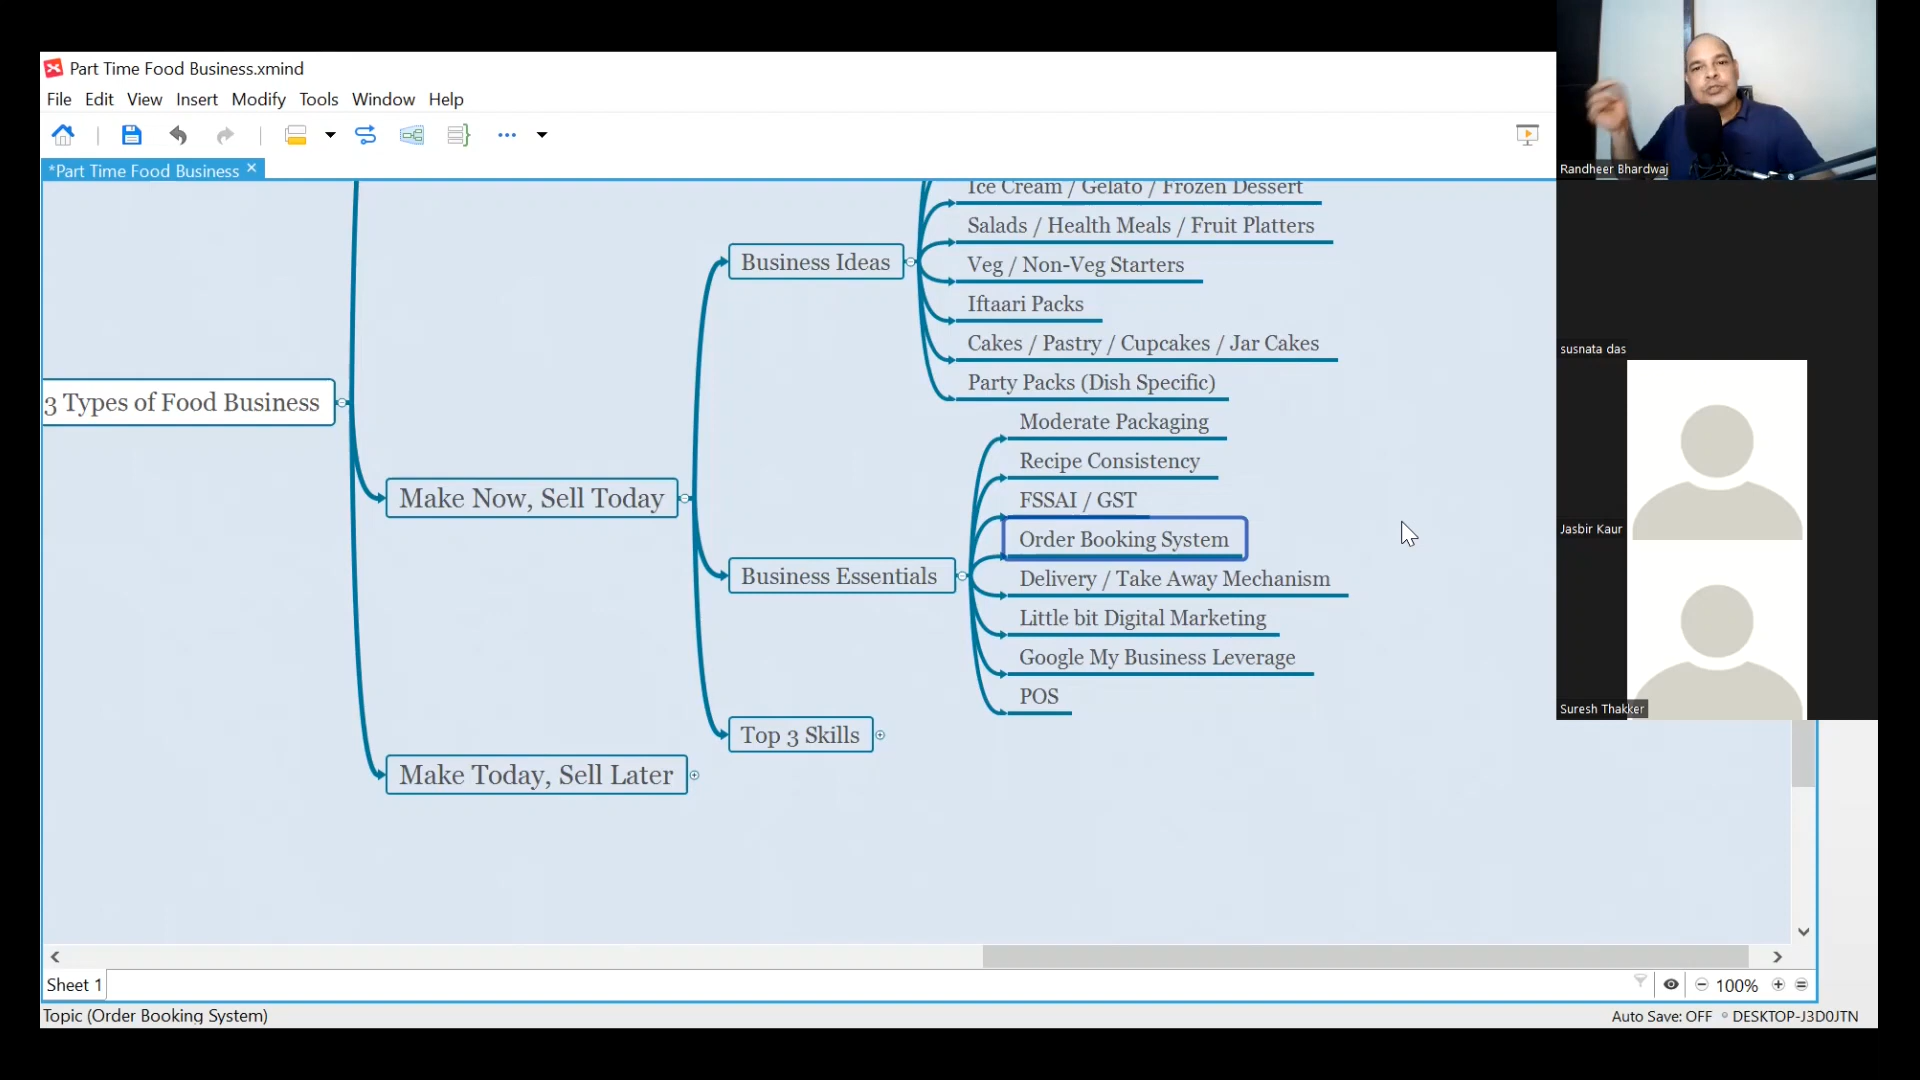 Part Time Food Business.xmind
File Edit View Insert Modify Tools Window Help
*Part Time Food Business
Ice Cream / Gelato / Frozen Dessert
Salads / Health Meals / Fruit Platters
Business Ideas
Veg / Non-Veg Starters
Iftaari Packs
Cakes / Pastry / Cupcakes / Jar Cakes
Party Packs (Dish Specific)
3 Types of Food Business
Moderate Packaging
Recipe Consistency
Make Now, Sell Today
FSSAI / GST
Order Booking System
Business Essentials
Delivery / Take Away Mechanism
Little bit Digital Marketing
Google My Business Leverage
POS
Top 3 Skills
Make Today, Sell Later
Randheer Bhardwaj
susnata das
Jasbir Kaur
Suresh Thakker
Sheet 1
100%
Topic (Order Booking System)
Auto Save: OFF
DESKTOP-J3D0JTN